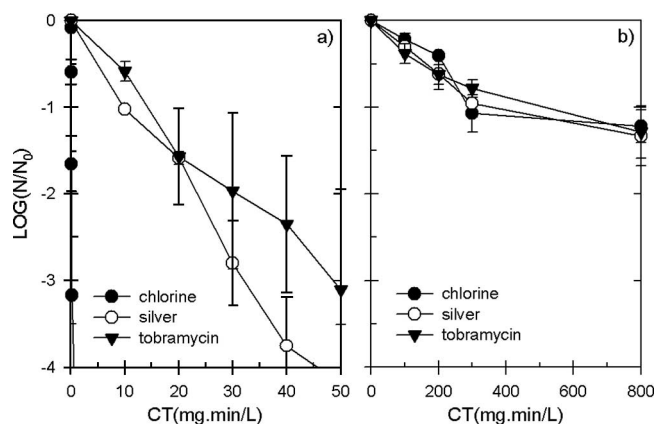 0
-1
-2
-3
-4
LOG(N/N0)
a)
chlorine
silver
tobramycin
0 10 20 30 40 50
CT(mg.min/L)
b)
chlorine
silver
tobramycin
0 200 400 600 800
CT(mg.min/L)